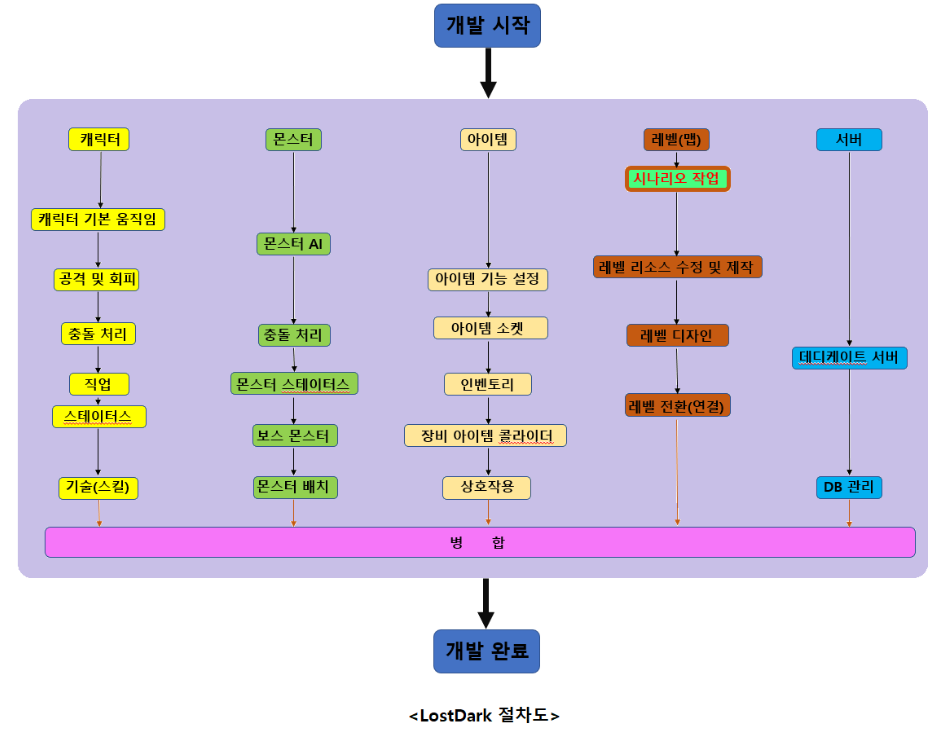 개발 시작
캐릭터
캐릭터 기본 움직임
공격 및 회피
충돌 처리
직업
스테이터스
기술(스킬)
몬스터
몬스터 AI
충돌 처리
몬스터 스테이터스
보스 몬스터
몬스터 배치
아이템
아이템 기능 설정
아이템 소켓
인벤토리
장비 아이템 콜라이더
상호작용
레벨(맵)
시나리오 작업
레벨 리소스 수정 및 제작
레벨 디자인
레벨 전환(연결)
서버
데디케이트 서버
DB 관리
병 합
개발 완료
<LostDark 절차도>